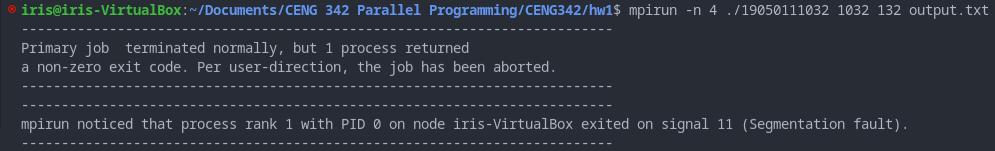 iris@iris-VirtualBox:~/Documents/CENG 342 Parallel Programming/CENG342/hw1$ mpirun -n 4 ./19050111032 1032 132 output.txt
--------------------------------------------------------------------------
Primary job  terminated normally, but 1 process returned
a non-zero exit code. Per user-direction, the job has been aborted.
--------------------------------------------------------------------------
--------------------------------------------------------------------------
mpirun noticed that process rank 1 with PID 0 on node iris-VirtualBox exited on signal 11 (Segmentation fault).
--------------------------------------------------------------------------